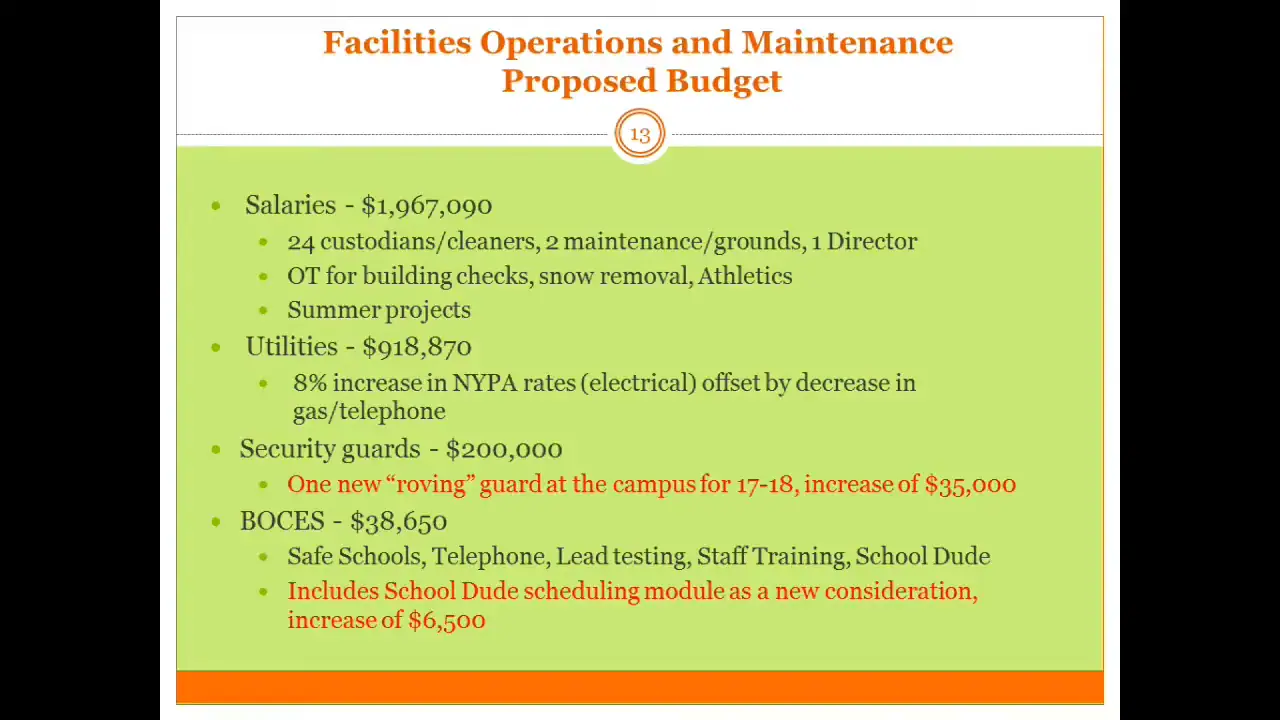 Facilities Operations and Maintenance
Proposed Budget
13
Salaries - $1,967,090
24 custodians/cleaners, 2 maintenance/grounds, 1 Director
OT for building checks, snow removal, Athletics
Summer projects
Utilities - $918,870
8% increase in NYPA rates (electrical) offset by decrease in
gas/telephone
Security guards - $200,000
One new “roving” guard at the campus for 17-18, increase of $35,000
BOCES - $38,650
Safe Schools, Telephone, Lead testing, Staff Training, School Dude
Includes School Dude scheduling module as a new consideration,
increase of $6,500